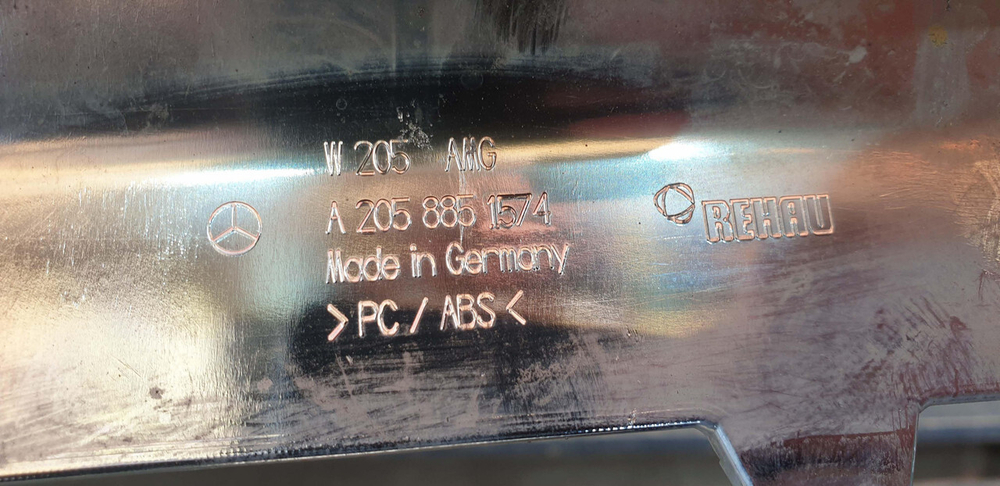 W 205 AMG
A 205 885 1574
Made in Germany
>PC / ABS<
REHAU